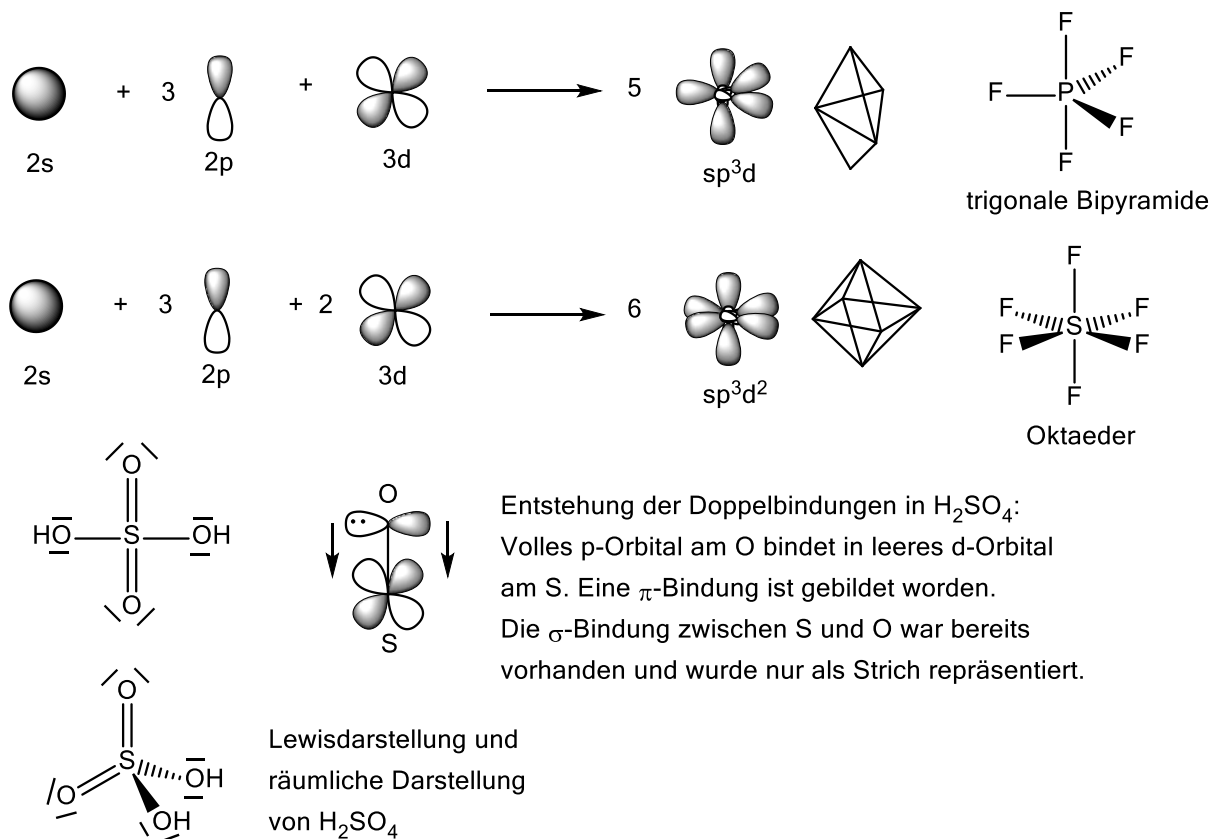 + 3 + 5
2s 2p 3d sp³d
F
F
F P
F
F
trigonale Bipyramide
+ 3 + 2 6
2s 2p 3d sp³d²
F
F F
S
F F
F
Oktaeder
O
HO S OH
O
O
S
Entstehung der Doppelbindungen in H₂SO₄:
Volles p-Orbital am O bindet in leeres d-Orbital
am S. Eine π-Bindung ist gebildet worden.
Die σ-Bindung zwischen S und O war bereits
vorhanden und wurde nur als Strich repräsentiert.
O
S
OH
O
OH
Lewisdarstellung und
räumliche Darstellung
von H₂SO₄